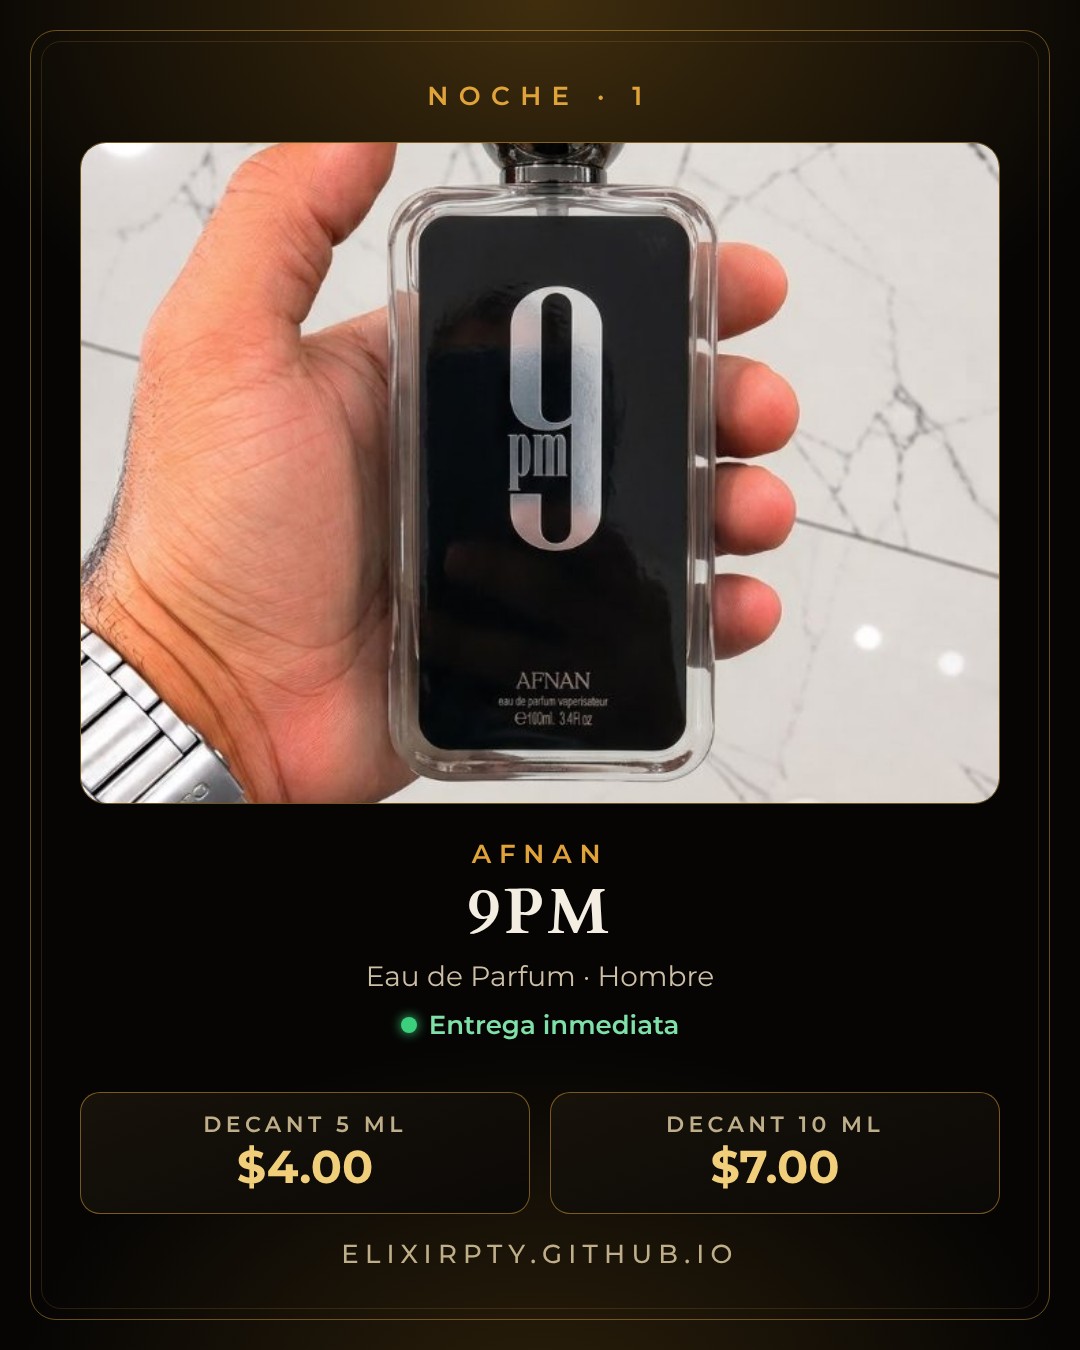 NOCHE · 1
9
pm
AFNAN
eau de parfum vaporisateur
℮100ml. 3.4Fl oz
AFNAN
9PM
Eau de Parfum · Hombre
Entrega inmediata
DECANT 5 ML
$4.00
DECANT 10 ML
$7.00
ELIXIRPTY.GITHUB.IO